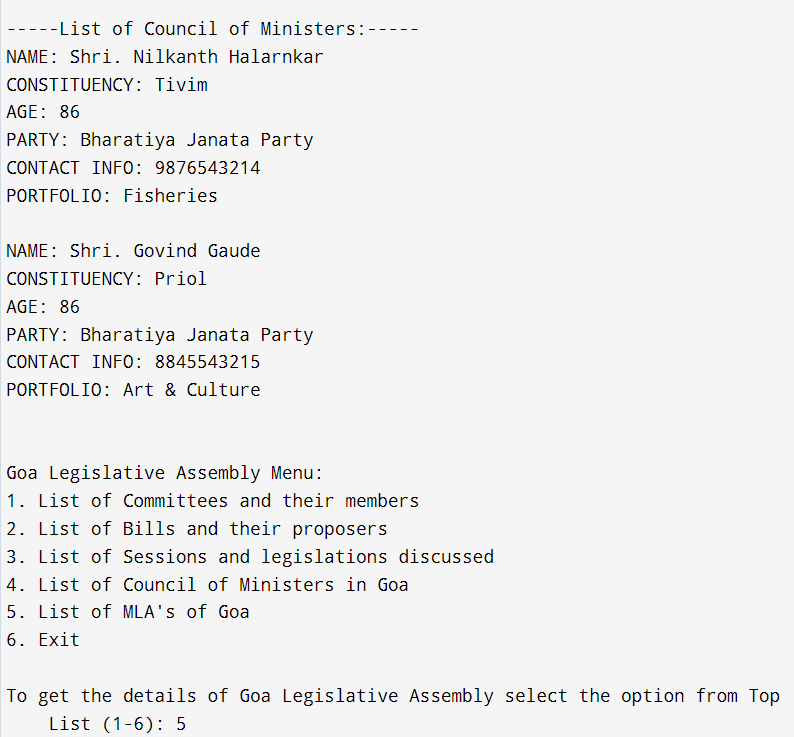 -----List of Council of Ministers:-----
NAME: Shri. Nilkanth Halarnkar
CONSTITUENCY: Tivim
AGE: 86
PARTY: Bharatiya Janata Party
CONTACT INFO: 9876543214
PORTFOLIO: Fisheries
NAME: Shri. Govind Gaude
CONSTITUENCY: Priol
AGE: 86
PARTY: Bharatiya Janata Party
CONTACT INFO: 8845543215
PORTFOLIO: Art & Culture
Goa Legislative Assembly Menu:
1. List of Committees and their members
2. List of Bills and their proposers
3. List of Sessions and legislations discussed
4. List of Council of Ministers in Goa
5. List of MLA's of Goa
6. Exit
To get the details of Goa Legislative Assembly select the option from Top
List (1-6): 5